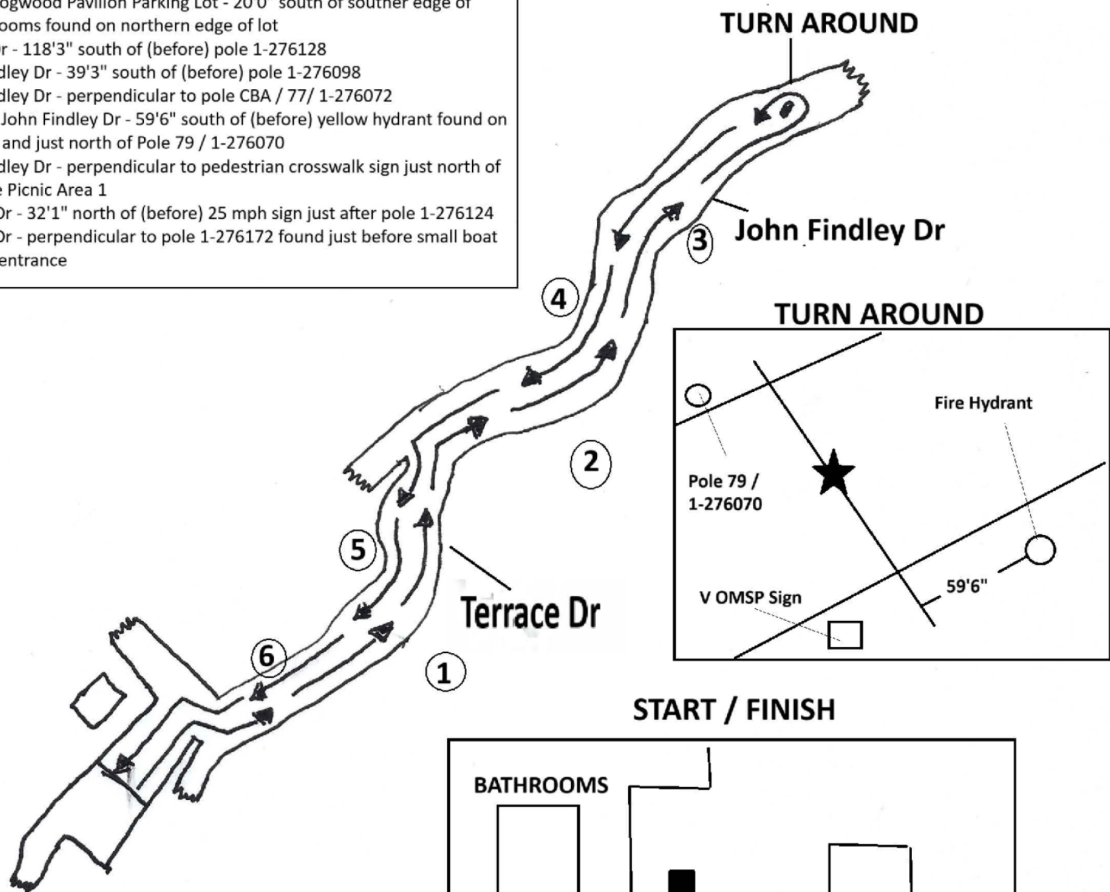 ogwood Pavilion Parking Lot - 20'0" south of souther edge of
ooms found on northern edge of lot
r - 118'3" south of (before) pole 1-276128
dley Dr - 39'3" south of (before) pole 1-276098
dley Dr - perpendicular to pole CBA / 77/ 1-276072
John Findley Dr - 59'6" south of (before) yellow hydrant found on
and just north of Pole 79 / 1-276070
dley Dr - perpendicular to pedestrian crosswalk sign just north of
e Picnic Area 1
Dr - 32'1" north of (before) 25 mph sign just after pole 1-276124
Dr - perpendicular to pole 1-276172 found just before small boat
entrance
TURN AROUND
3
John Findley Dr
4
2
5
Terrace Dr
6
1
TURN AROUND
Fire Hydrant
Pole 79 /
1-276070
59'6"
V OMSP Sign
START / FINISH
BATHROOMS